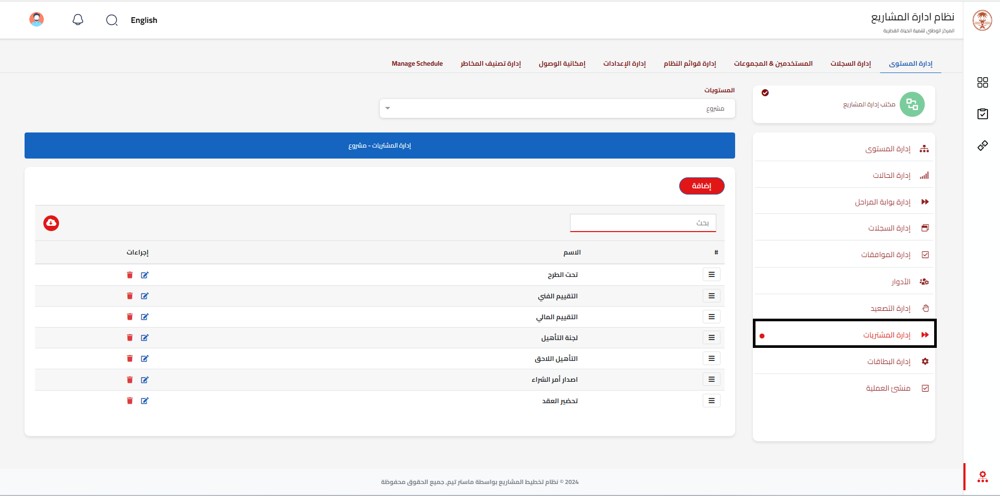 نظام ادارة المشاريع
المركز الوطني لتنمية الحياة الفطرية
English
إدارة المستوى
إدارة السجلات
المستخدمين & المجموعات
إدارة قوائم النظام
إدارة الإعدادات
إمكانية الوصول
إدارة تصنيف المخاطر
Manage Schedule
مكتب إدارة المشاريع
إدارة المستوى
إدارة الحالات
إدارة بوابة المراحل
إدارة السجلات
إدارة الموافقات
الأدوار
إدارة التصعيد
إدارة المشتريات
إدارة البطاقات
منشئ العملية
المستويات
مشروع
إدارة المشتريات - مشروع
إضافة
بحث
# الاسم إجراءات
تحت الطرح
التقييم الفني
التقييم المالي
لجنة التأهيل
التأهيل اللاحق
اصدار أمر الشراء
تحضير العقد
2024 © نظام تخطيط المشاريع بواسطة ماستر تيم, جميع الحقوق محفوظة